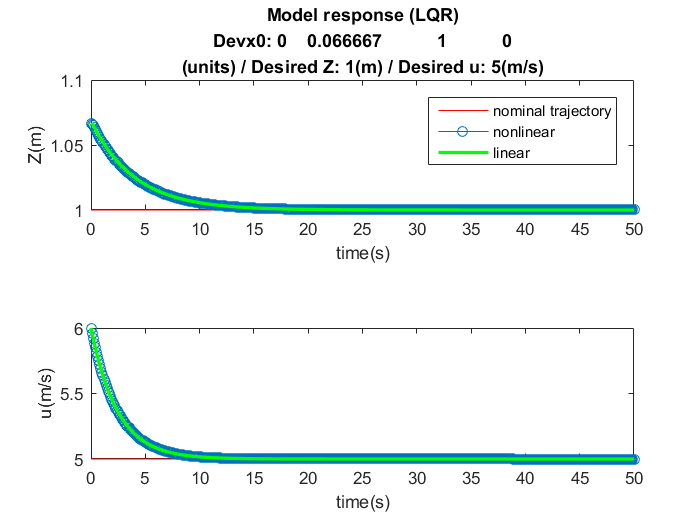 Model response (LQR)
Devx0: 0 0.066667 1 0
(units) / Desired Z: 1(m) / Desired u: 5(m/s)
1.1
1.05
1
Z(m)
nominal trajectory
nonlinear
linear
0 5 10 15 20 25 30 35 40 45 50
time(s)
6
5.5
5
u(m/s)
0 5 10 15 20 25 30 35 40 45 50
time(s)